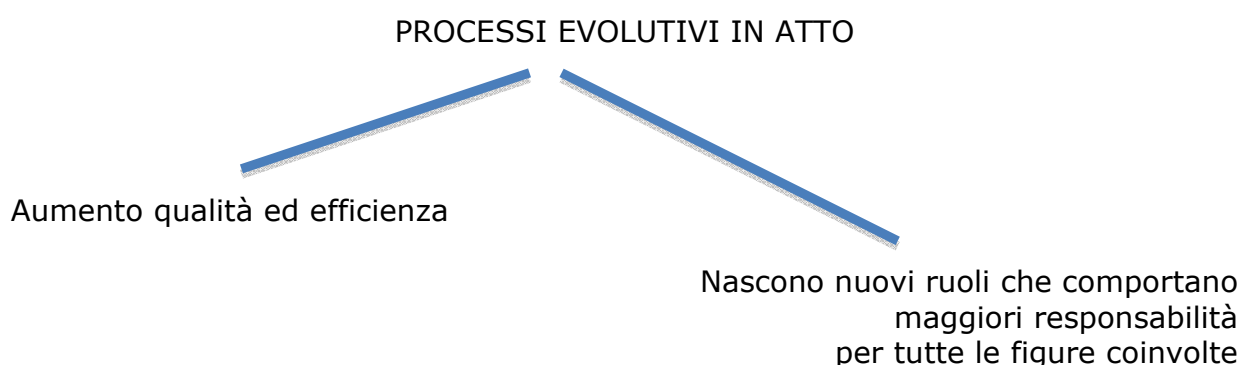 PROCESSI EVOLUTIVI IN ATTO
Aumento qualità ed efficienza
Nascono nuovi ruoli che comportano
maggiori responsabilità
per tutte le figure coinvolte